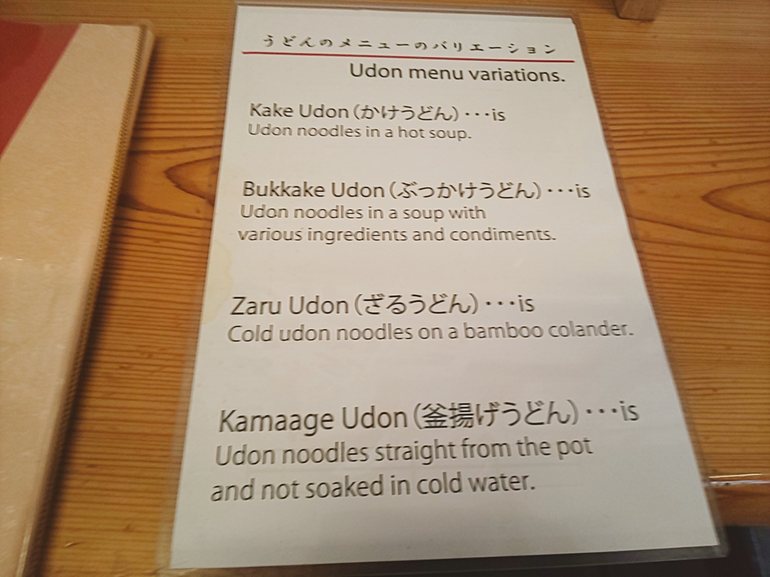 うどんのメニューのバリエーション
Udon menu variations.
Kake Udon（かけうどん）･･･is
Udon noodles in a hot soup.
Bukkake Udon（ぶっかけうどん）･･･is
Udon noodles in a soup with
various ingredients and condiments.
Zaru Udon（ざるうどん）･･･is
Cold udon noodles on a bamboo colander.
Kamaage Udon（釜揚げうどん）･･･is
Udon noodles straight from the pot
and not soaked in cold water.